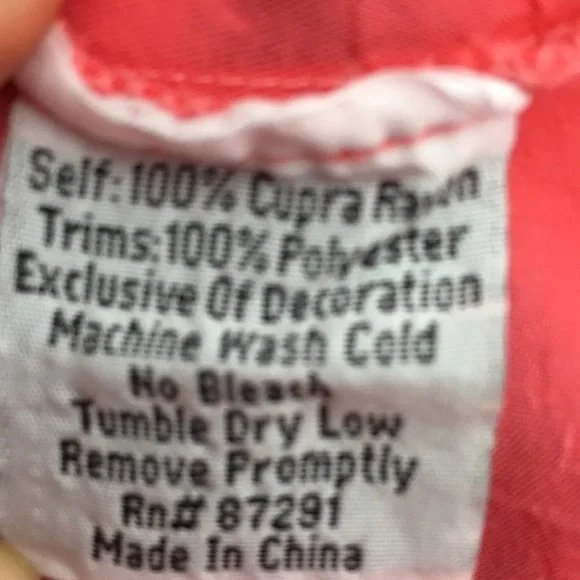 Self:100% Cupra Rayon
Trims:100% Polyester
Exclusive Of Decoration
Machine Wash Cold
No Bleach
Tumble Dry Low
Remove Promptly
Rn# 87291
Made In China